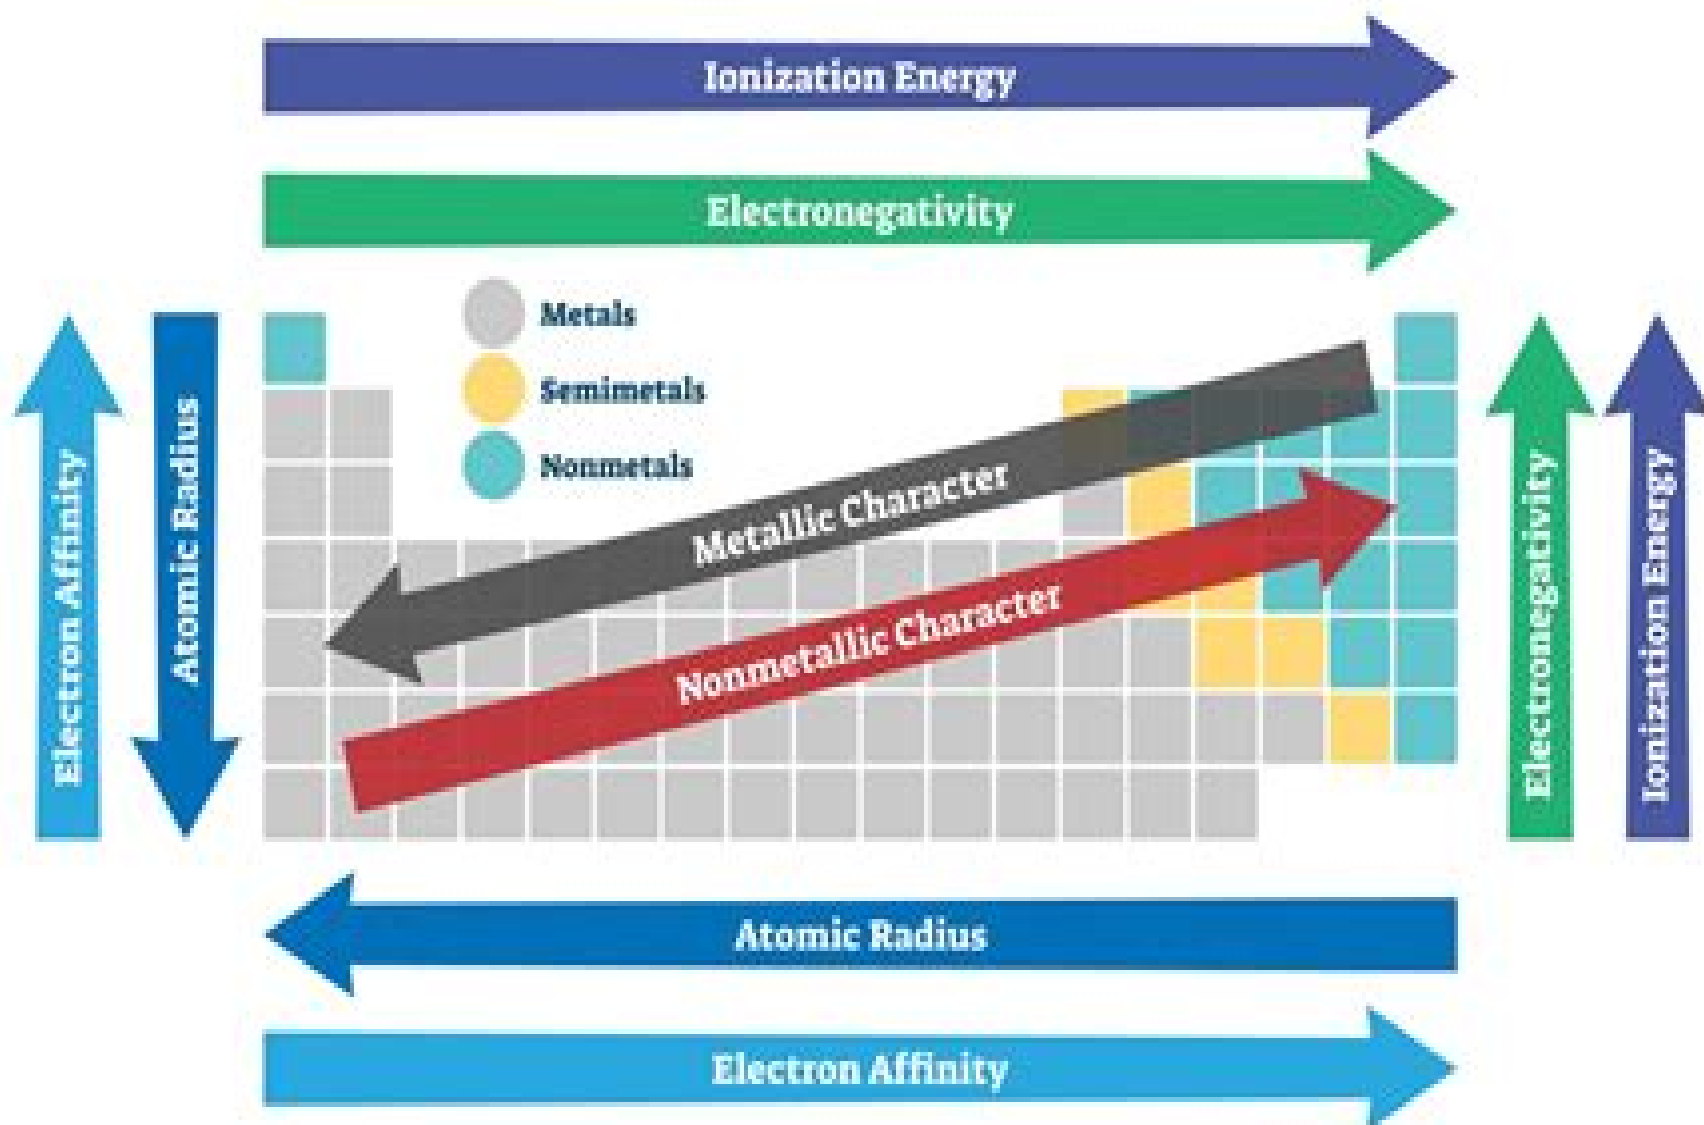 Ionization Energy
Electronegativity
Metals
Semimetals
Nonmetals
Electron Affinity
Atomic Radius
Metallic Character
Nonmetallic Character
Electronegativity
Ionization Energy
Atomic Radius
Electron Affinity